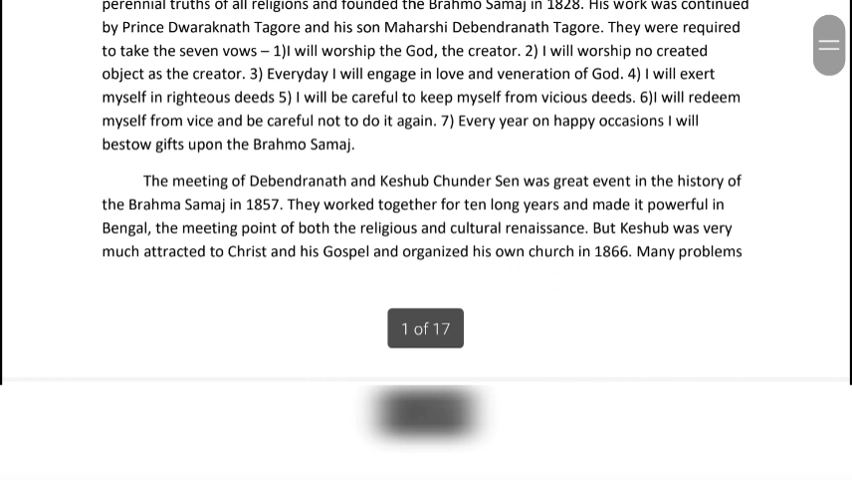 perennial truths of all religions and founded the Brahmo Samaj in 1828. His work was continued
by Prince Dwaraknath Tagore and his son Maharshi Debendranath Tagore. They were required
to take the seven vows – 1)I will worship the God, the creator. 2) I will worship no created
object as the creator. 3) Everyday I will engage in love and veneration of God. 4) I will exert
myself in righteous deeds 5) I will be careful to keep myself from vicious deeds. 6)I will redeem
myself from vice and be careful not to do it again. 7) Every year on happy occasions I will
bestow gifts upon the Brahmo Samaj.
The meeting of Debendranath and Keshub Chunder Sen was great event in the history of
the Brahma Samaj in 1857. They worked together for ten long years and made it powerful in
Bengal, the meeting point of both the religious and cultural renaissance. But Keshub was very
much attracted to Christ and his Gospel and organized his own church in 1866. Many problems
1 of 17